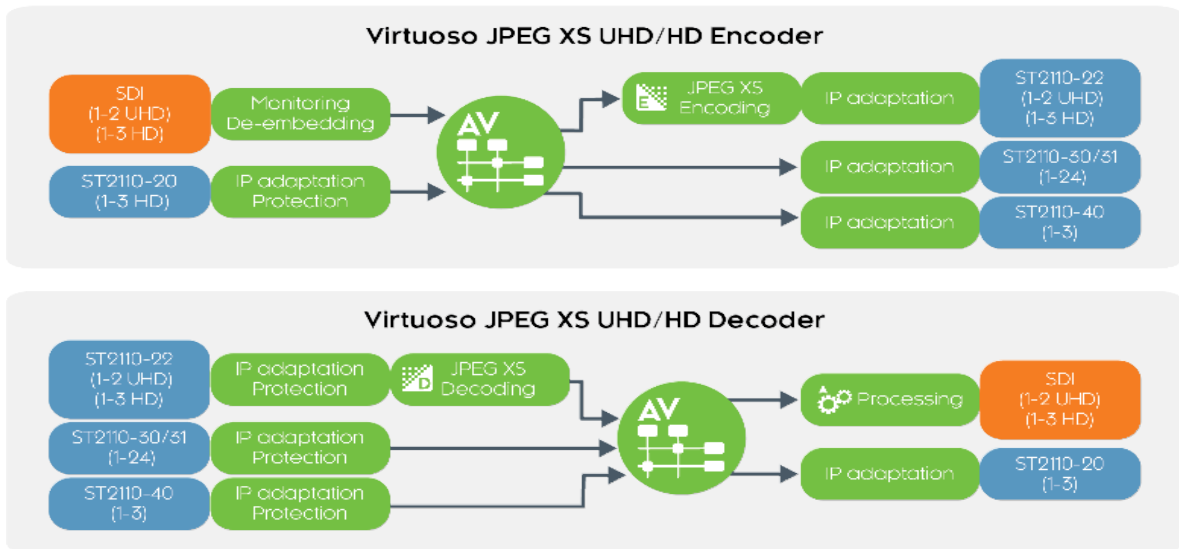 Virtuoso JPEG XS UHD/HD Encoder
SDI
(1-2 UHD)
(1-3 HD)
Monitoring
De-embedding
ST2110-20
(1-3 HD)
IP adaptation
Protection
AV
E
JPEG XS
Encoding
IP adaptation
ST2110-22
(1-2 UHD)
(1-3 HD)
IP adaptation
ST2110-30/31
(1-24)
IP adaptation
ST2110-40
(1-3)
Virtuoso JPEG XS UHD/HD Decoder
ST2110-22
(1-2 UHD)
(1-3 HD)
IP adaptation
Protection
D
JPEG XS
Decoding
ST2110-30/31
(1-24)
IP adaptation
Protection
ST2110-40
(1-3)
IP adaptation
Protection
AV
Processing
SDI
(1-2 UHD)
(1-3 HD)
IP adaptation
ST2110-20
(1-3)